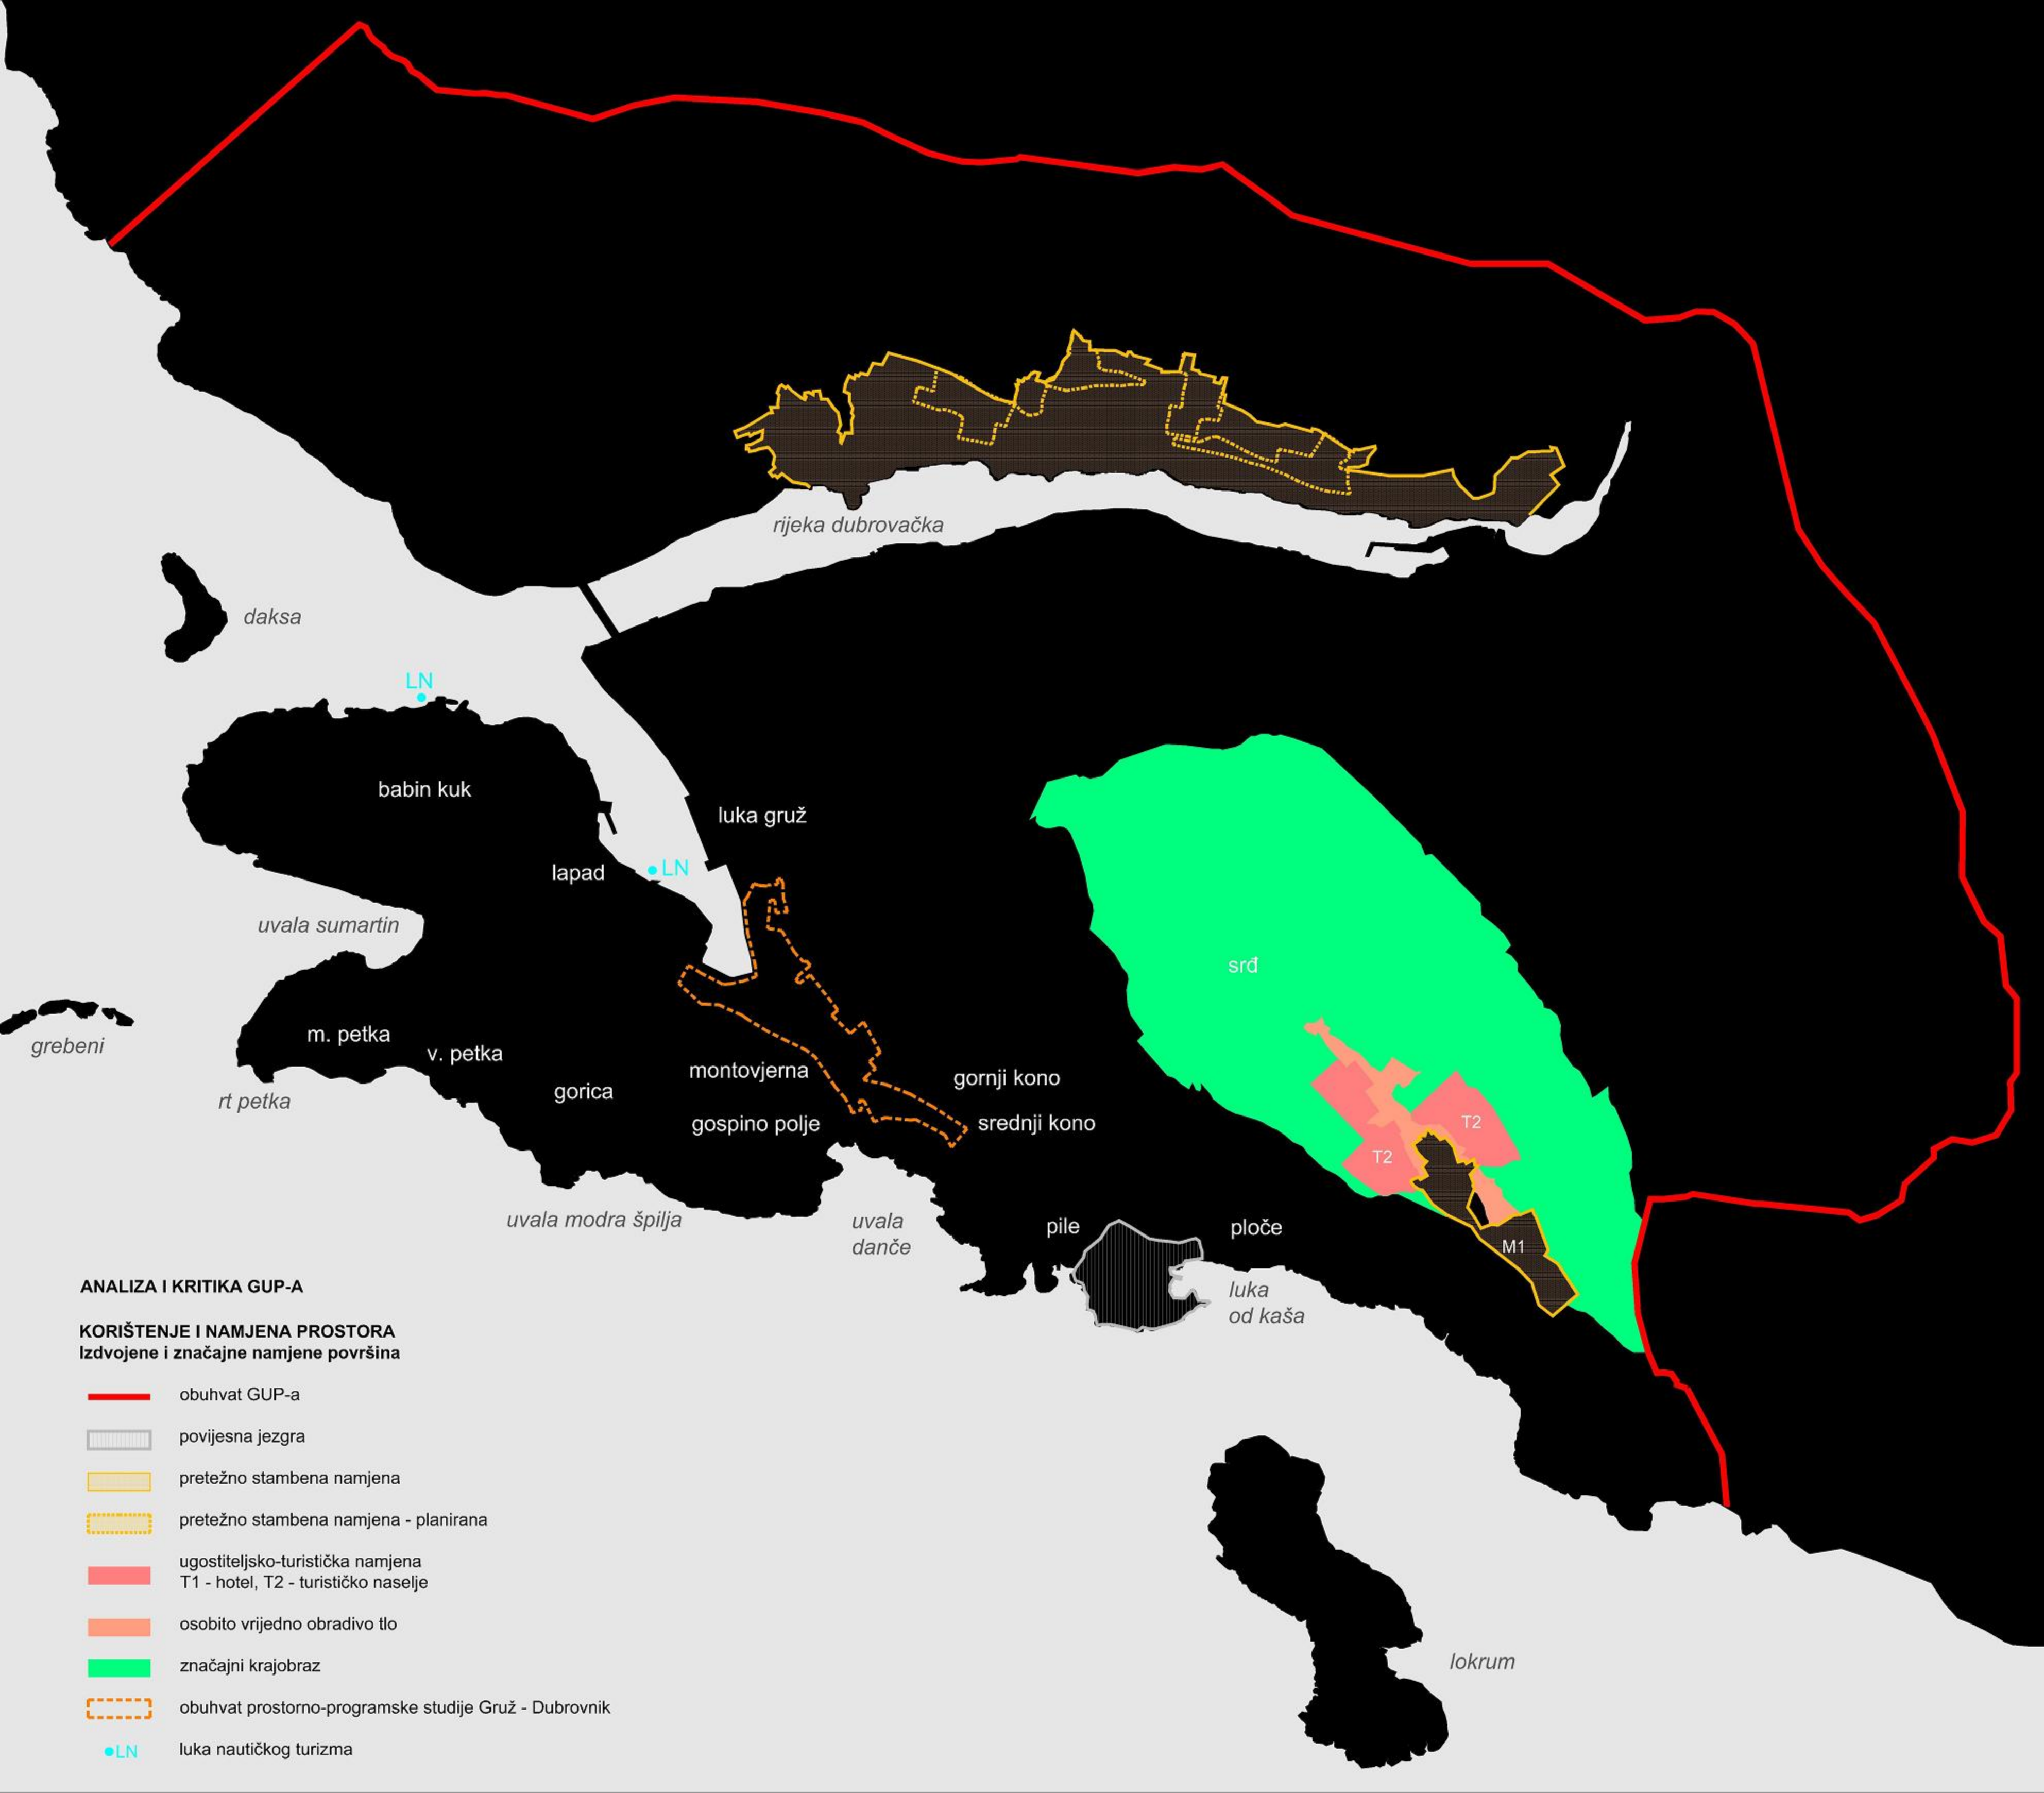 rijeka dubrovačka
daksa
LN
babin kuk
luka gruž
lapad
LN
uvala sumartin
srđ
m. petka
grebeni
v. petka
montovjerna
gornji kono
gorica
rt petka
gospino polje
srednji kono
T2
T2
uvala modra špilja
uvala
danče
pile
ploče
M1
luka
od kaša
ANALIZA I KRITIKA GUP-A
KORIŠTENJE I NAMJENA PROSTORA
Izdvojene i značajne namjene površina
obuhvat GUP-a
povijesna jezgra
pretežno stambena namjena
pretežno stambena namjena - planirana
ugostiteljsko-turistička namjena
T1 - hotel, T2 - turističko naselje
osobito vrijedno obradivo tlo
značajni krajobraz
obuhvat prostorno-programske studije Gruž - Dubrovnik
LN luka nautičkog turizma
lokrum